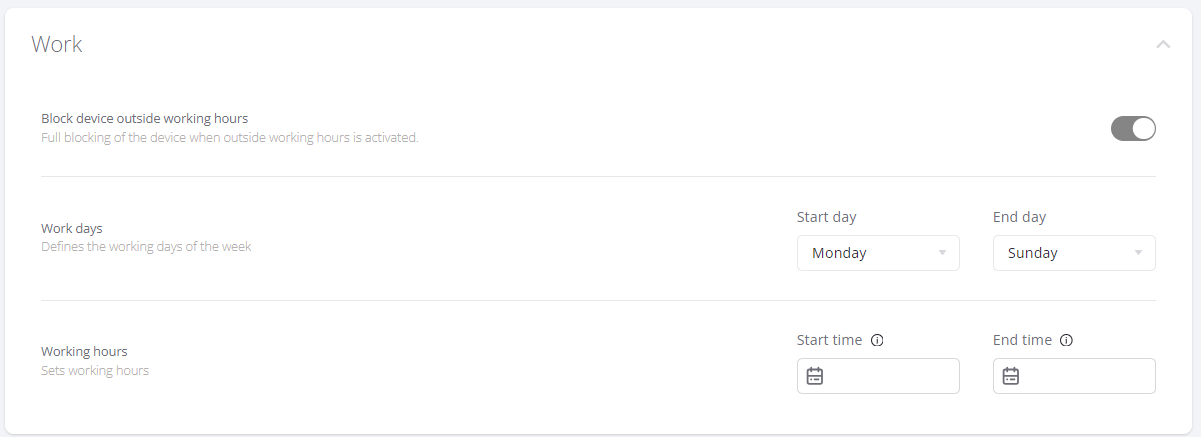 Work
Block device outside working hours
Full blocking of the device when outside working hours is activated.
Work days
Defines the working days of the week
Start day
End day
Monday
Sunday
Working hours
Sets working hours
Start time
End time